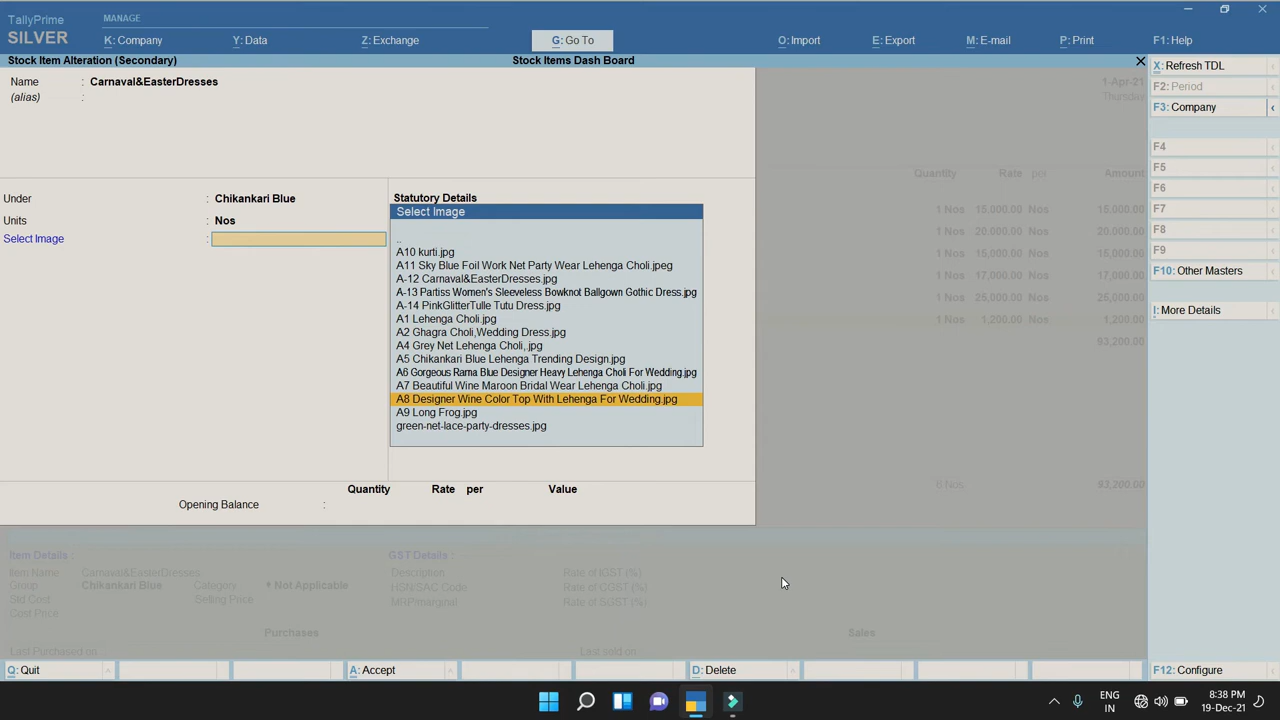 TallyPrime
MANAGE
SILVER
K: Company
Y: Data
Z: Exchange
G: Go To
O: Import
E: Export
M: E-mail
P: Print
F1: Help
Stock Item Alteration (Secondary)
Stock Items Dash Board
X: Refresh TDL
Name : Carnaval&EasterDresses
1-Apr-21
F2: Period
(alias) :
Thursday
F3: Company
F4
F5
Quantity Rate per Amount
F6
Under : Chikankari Blue
Statutory Details
F7
Select Image
1 Nos 15,000.00 Nos 15,000.00
Units : Nos
F8
1 Nos 20,000.00 Nos 20,000.00
Select Image :
..
F9
1 Nos 15,000.00 Nos 15,000.00
A10 kurti.jpg
A11 Sky Blue Foil Work Net Party Wear Lehenga Choli.jpeg
F10: Other Masters
1 Nos 17,000.00 Nos 17,000.00
A-12 Carnaval&EasterDresses.jpg
A-13 Partiss Women's Sleeveless Bowknot Ballgown Gothic Dress.jpg
1 Nos 25,000.00 Nos 25,000.00
A-14 PinkGlitterTulle Tutu Dress.jpg
I: More Details
A1 Lehenga Choli.jpg
1 Nos 1,200.00 Nos 1,200.00
A2 Ghagra Choli,Wedding Dress.jpg
93,200.00
A4 Grey Net Lehenga Choli,.jpg
A5 Chikankari Blue Lehenga Trending Design.jpg
A6 Gorgeous Rama Blue Designer Heavy Lehenga Choli For Wedding.jpg
A7 Beautiful Wine Maroon Bridal Wear Lehenga Choli.jpg
A8 Designer Wine Color Top With Lehenga For Wedding.jpg
A9 Long Frog.jpg
green-net-lace-party-dresses.jpg
6 Nos 93,200.00
Quantity Rate per Value
Opening Balance :
Item Details :
GST Details :
Item Name Carnaval&EasterDresses
Description Rate of IGST (%)
Group Chikankari Blue Category Not Applicable
HSN/SAC Code Rate of CGST (%)
Std Cost Selling Price
MRP/marginal Rate of SGST (%)
Cost Price
Purchases
Sales
Last Purchased on
Last sold on
Q: Quit
A: Accept
D: Delete
F12: Configure
ENG
IN
8:38 PM
19-Dec-21